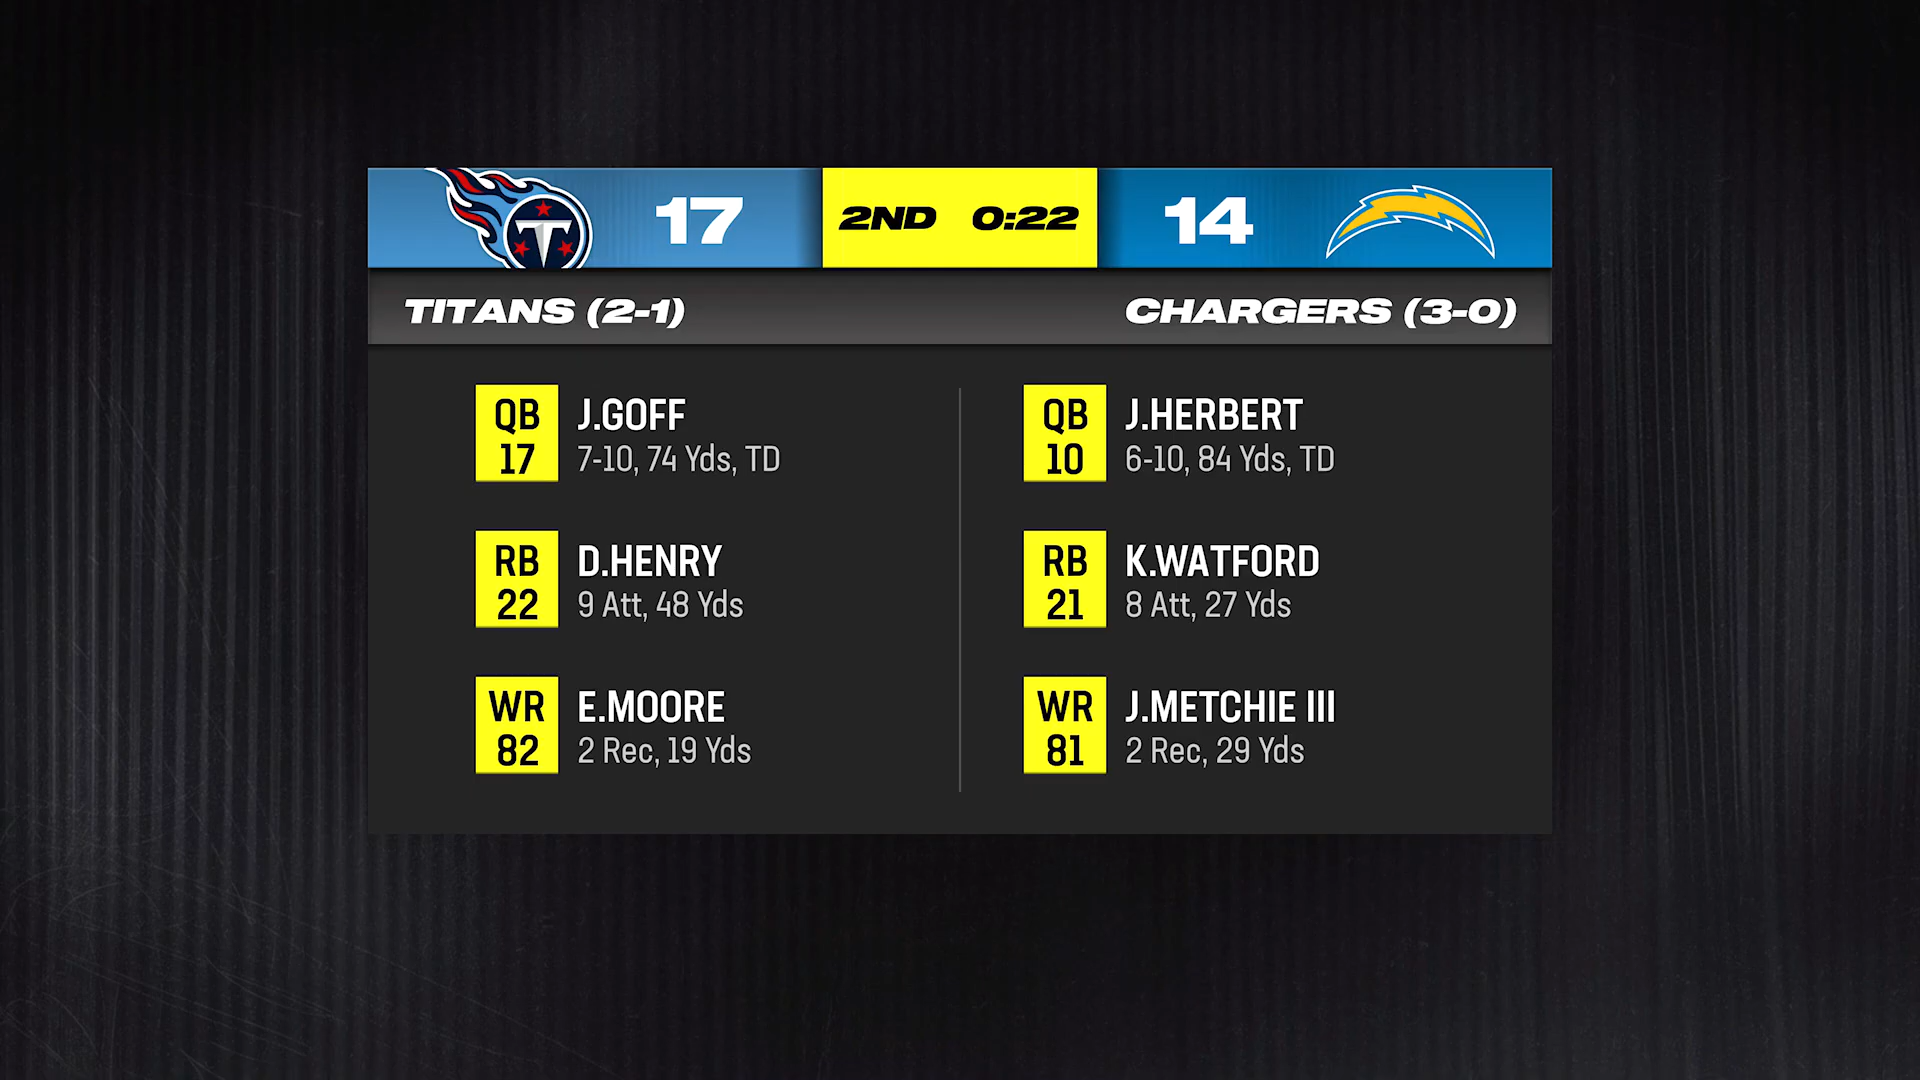 17
2ND 0:22
14
TITANS (2-1)
CHARGERS (3-0)
QB
17
J.GOFF
7-10, 74 Yds, TD
RB
22
D.HENRY
9 Att, 48 Yds
WR
82
E.MOORE
2 Rec, 19 Yds
QB
10
J.HERBERT
6-10, 84 Yds, TD
RB
21
K.WATFORD
8 Att, 27 Yds
WR
81
J.METCHIE III
2 Rec, 29 Yds